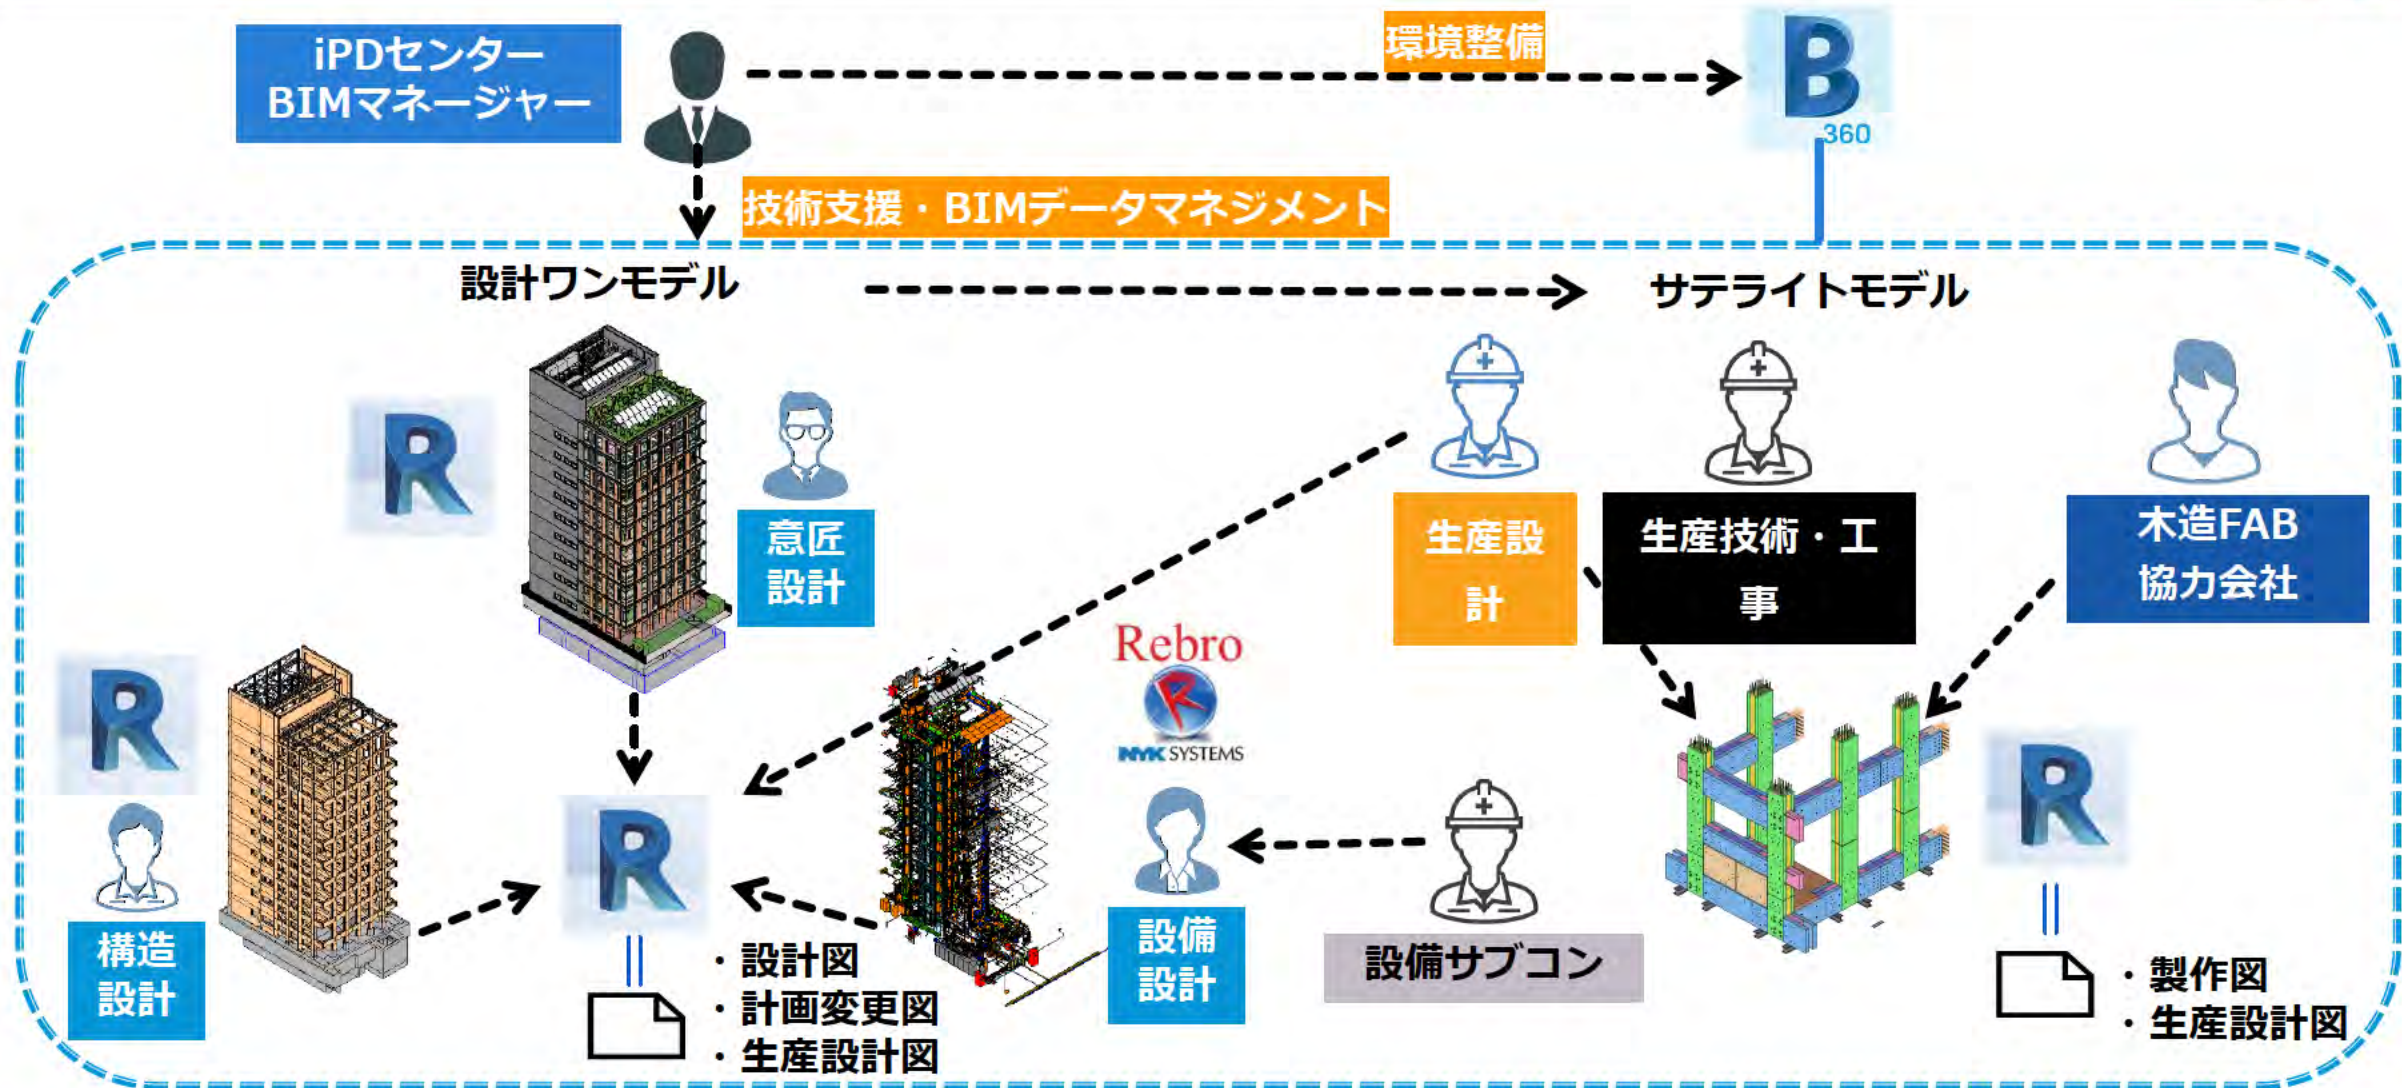 iPDセンター
BIMマネージャー
環境整備
B
360
技術支援・BIMデータマネジメント
設計ワンモデル
サテライトモデル
R
意匠
設計
生産設
計
生産技術・工
事
木造FAB
協力会社
R
構造
設計
R
Rebro
R
NYK SYSTEMS
設備
設計
設備サブコン
R
・設計図
・計画変更図
・生産設計図
・製作図
・生産設計図